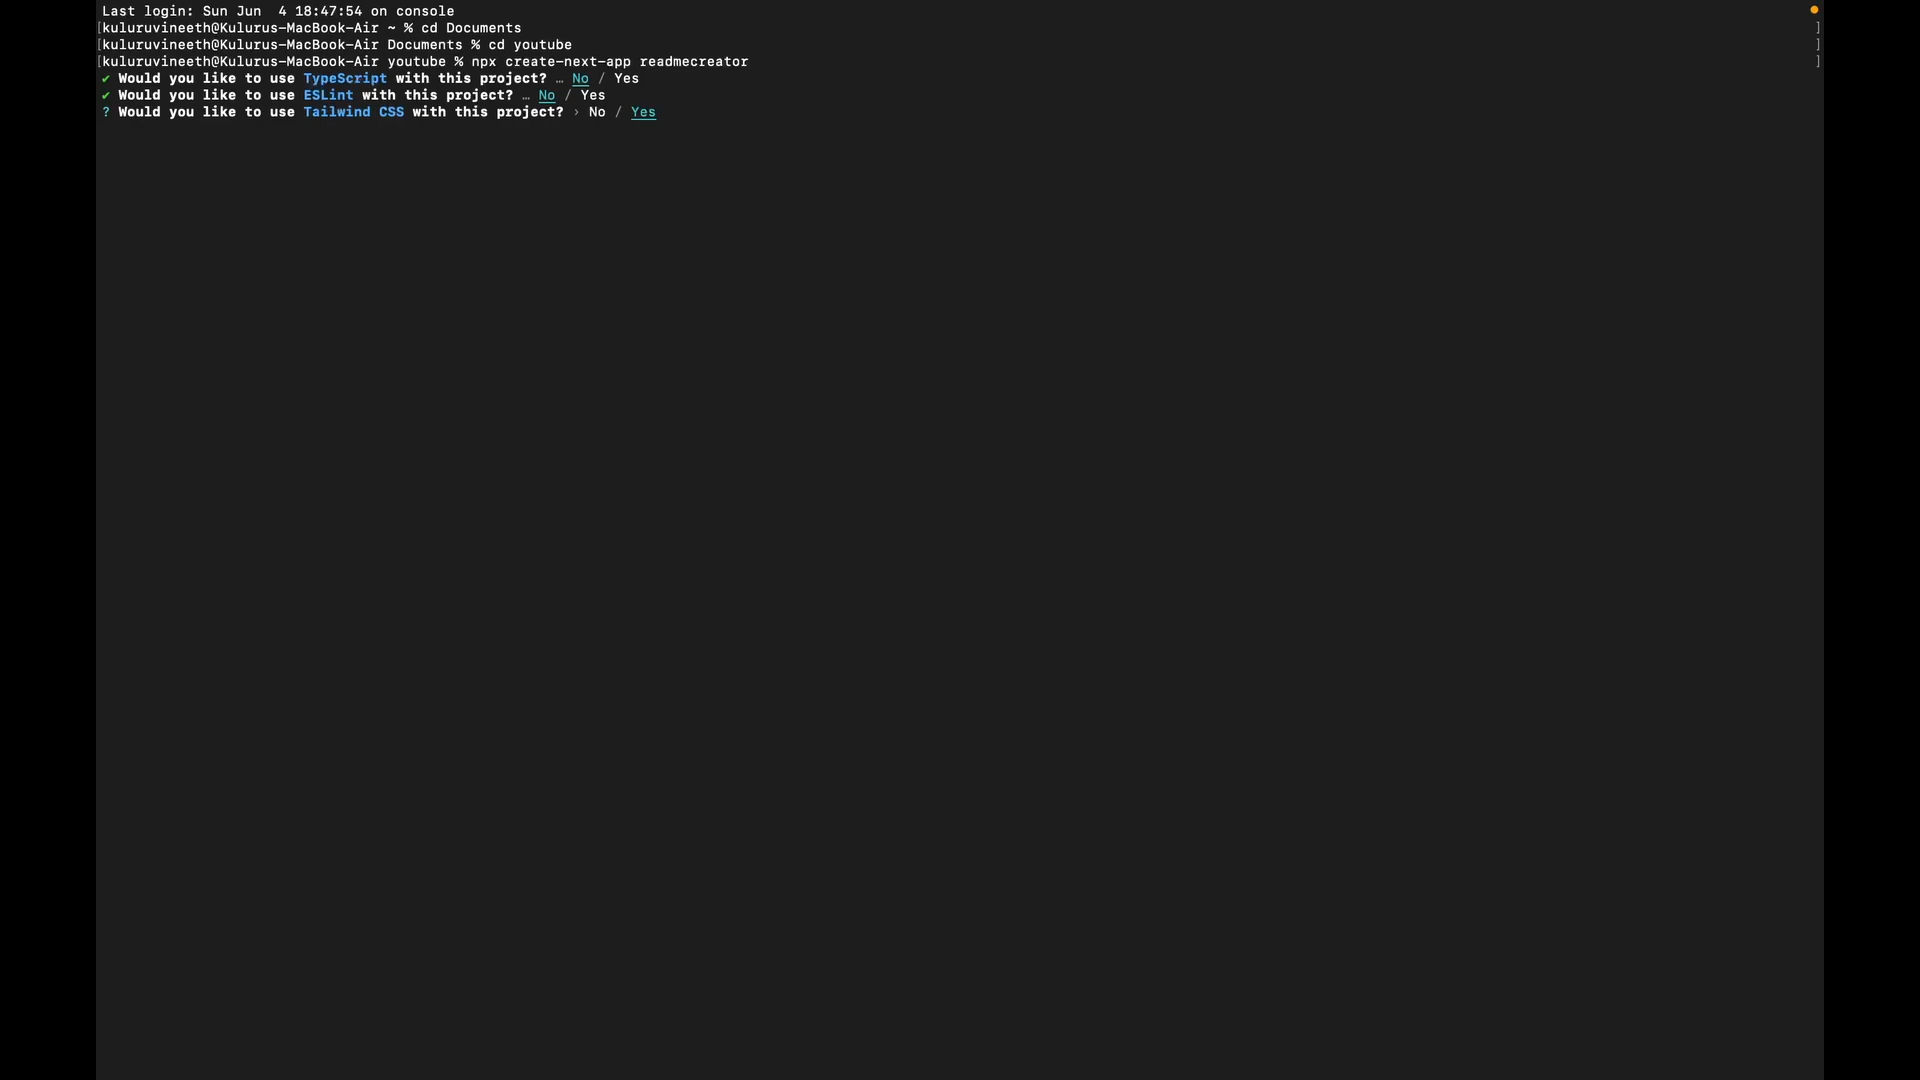 Last login: Sun Jun  4 18:47:54 on console
[kuluruvineeth@Kulurus-MacBook-Air ~ % cd Documents ]
[kuluruvineeth@Kulurus-MacBook-Air Documents % cd youtube ]
[kuluruvineeth@Kulurus-MacBook-Air youtube % npx create-next-app readmecreator ]
✔ Would you like to use TypeScript with this project? … No / Yes
✔ Would you like to use ESLint with this project? … No / Yes
? Would you like to use Tailwind CSS with this project? › No / Yes